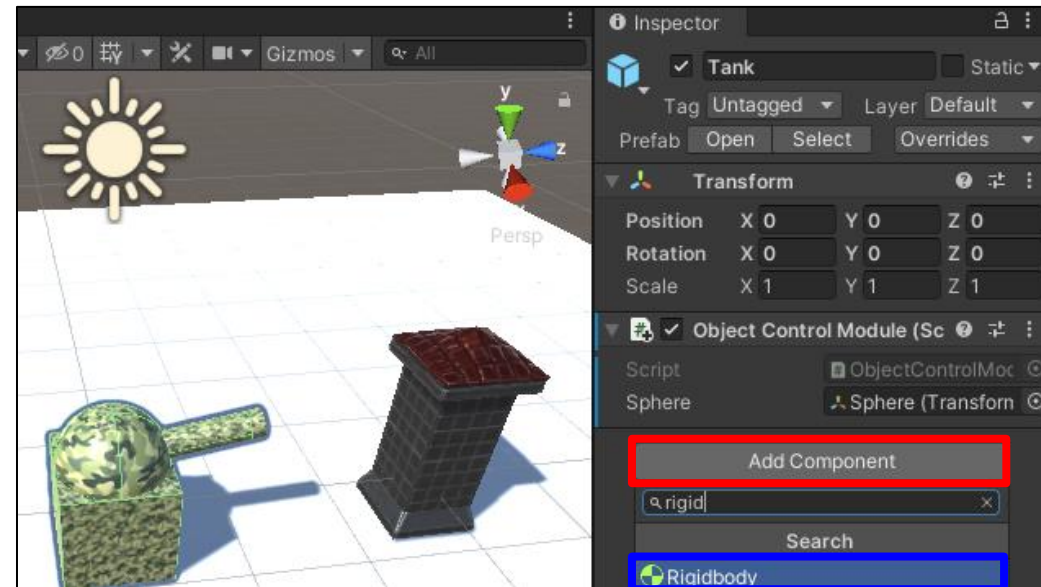 0 Gizmos All
y
z
Persp
Inspector
Tank Static
Tag Untagged Layer Default
Prefab Open Select Overrides
Transform
Position X 0 Y 0 Z 0
Rotation X 0 Y 0 Z 0
Scale X 1 Y 1 Z 1
# Object Control Module (Sc
Script ObjectControlMoc
Sphere Sphere (Transforn
Add Component
rigid
Search
Rigidbody